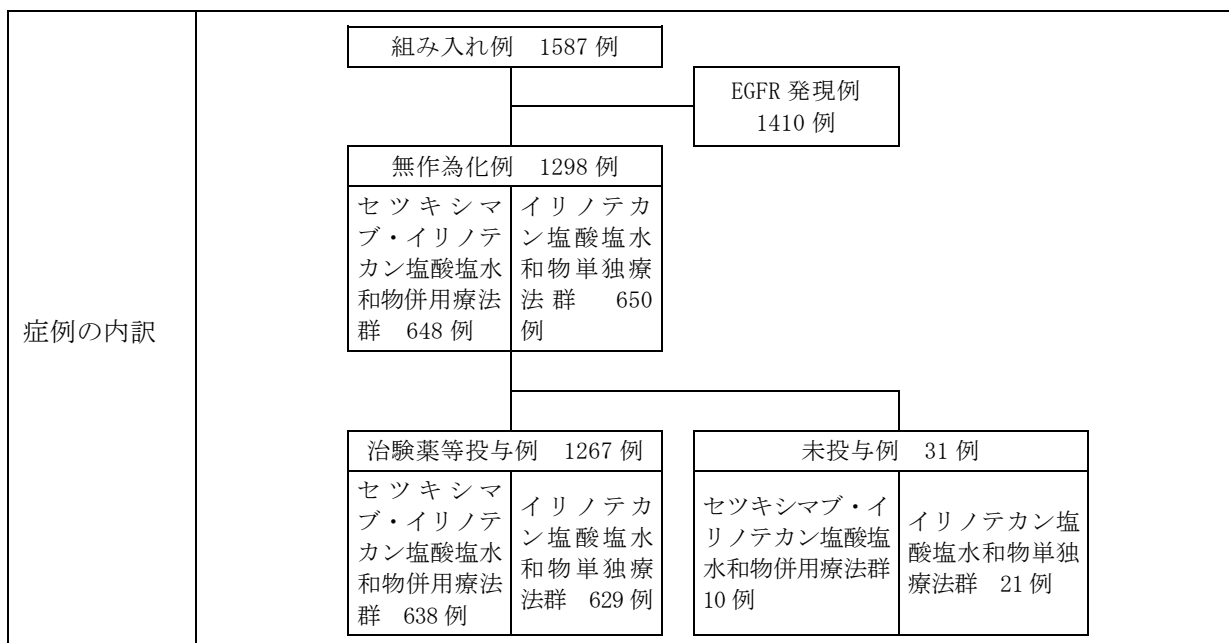 組み入れ例 1587 例
EGFR 発現例
1410 例
無作為化例 1298 例
セツキシマ
ブ・イリノテ
カン塩酸塩水
和物併用療法
群 648 例
イリノテカ
ン塩酸塩水
和物単独療
法群 650
例
症例の内訳
治験薬等投与例 1267 例
セツキシマ
ブ・イリノテ
カン塩酸塩水
和物併用療法
群 638 例
イリノテカ
ン塩酸塩水
和物単独療
法群 629 例
未投与例 31 例
セツキシマブ・イ
リノテカン塩酸塩
水和物併用療法群
10 例
イリノテカン塩
酸塩水和物単独
療法群 21 例